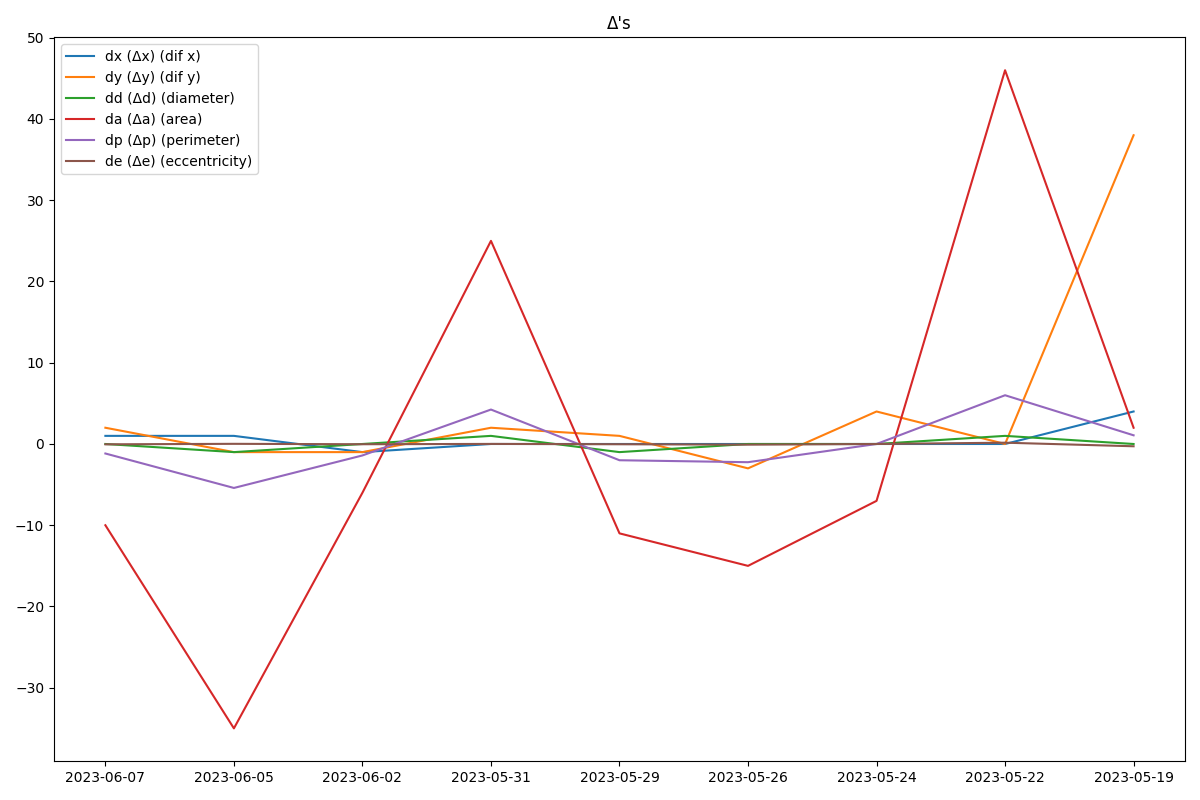 Δ's
dx (Δx) (dif x)
dy (Δy) (dif y)
dd (Δd) (diameter)
da (Δa) (area)
dp (Δp) (perimeter)
de (Δe) (eccentricity)
50
40
30
20
10
0
−10
−20
−30
2023-06-07 2023-06-05 2023-06-02 2023-05-31 2023-05-29 2023-05-26 2023-05-24 2023-05-22 2023-05-19